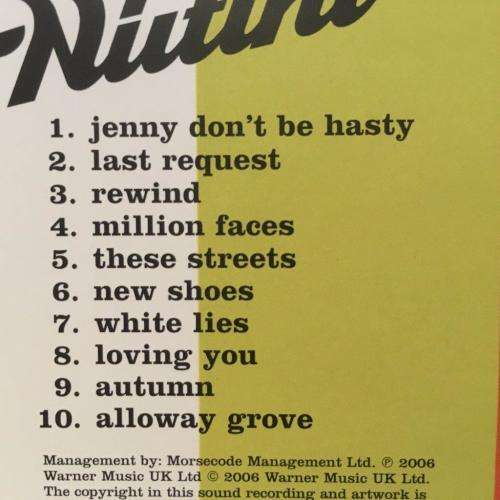 Nutini
1. jenny don't be hasty
2. last request
3. rewind
4. million faces
5. these streets
6. new shoes
7. white lies
8. loving you
9. autumn
10. alloway grove
Management by: Morsecode Management Ltd. ℗ 2006
Warner Music UK Ltd © 2006 Warner Music UK Ltd.
The copyright in this sound recording and artwork is